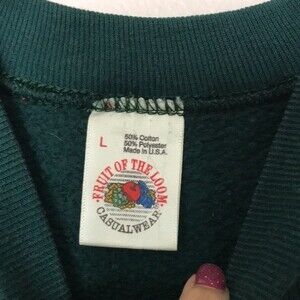 L
50% Cotton
50% Polyester
Made in U.S.A.
FRUIT OF THE LOOM
CASUALWEAR